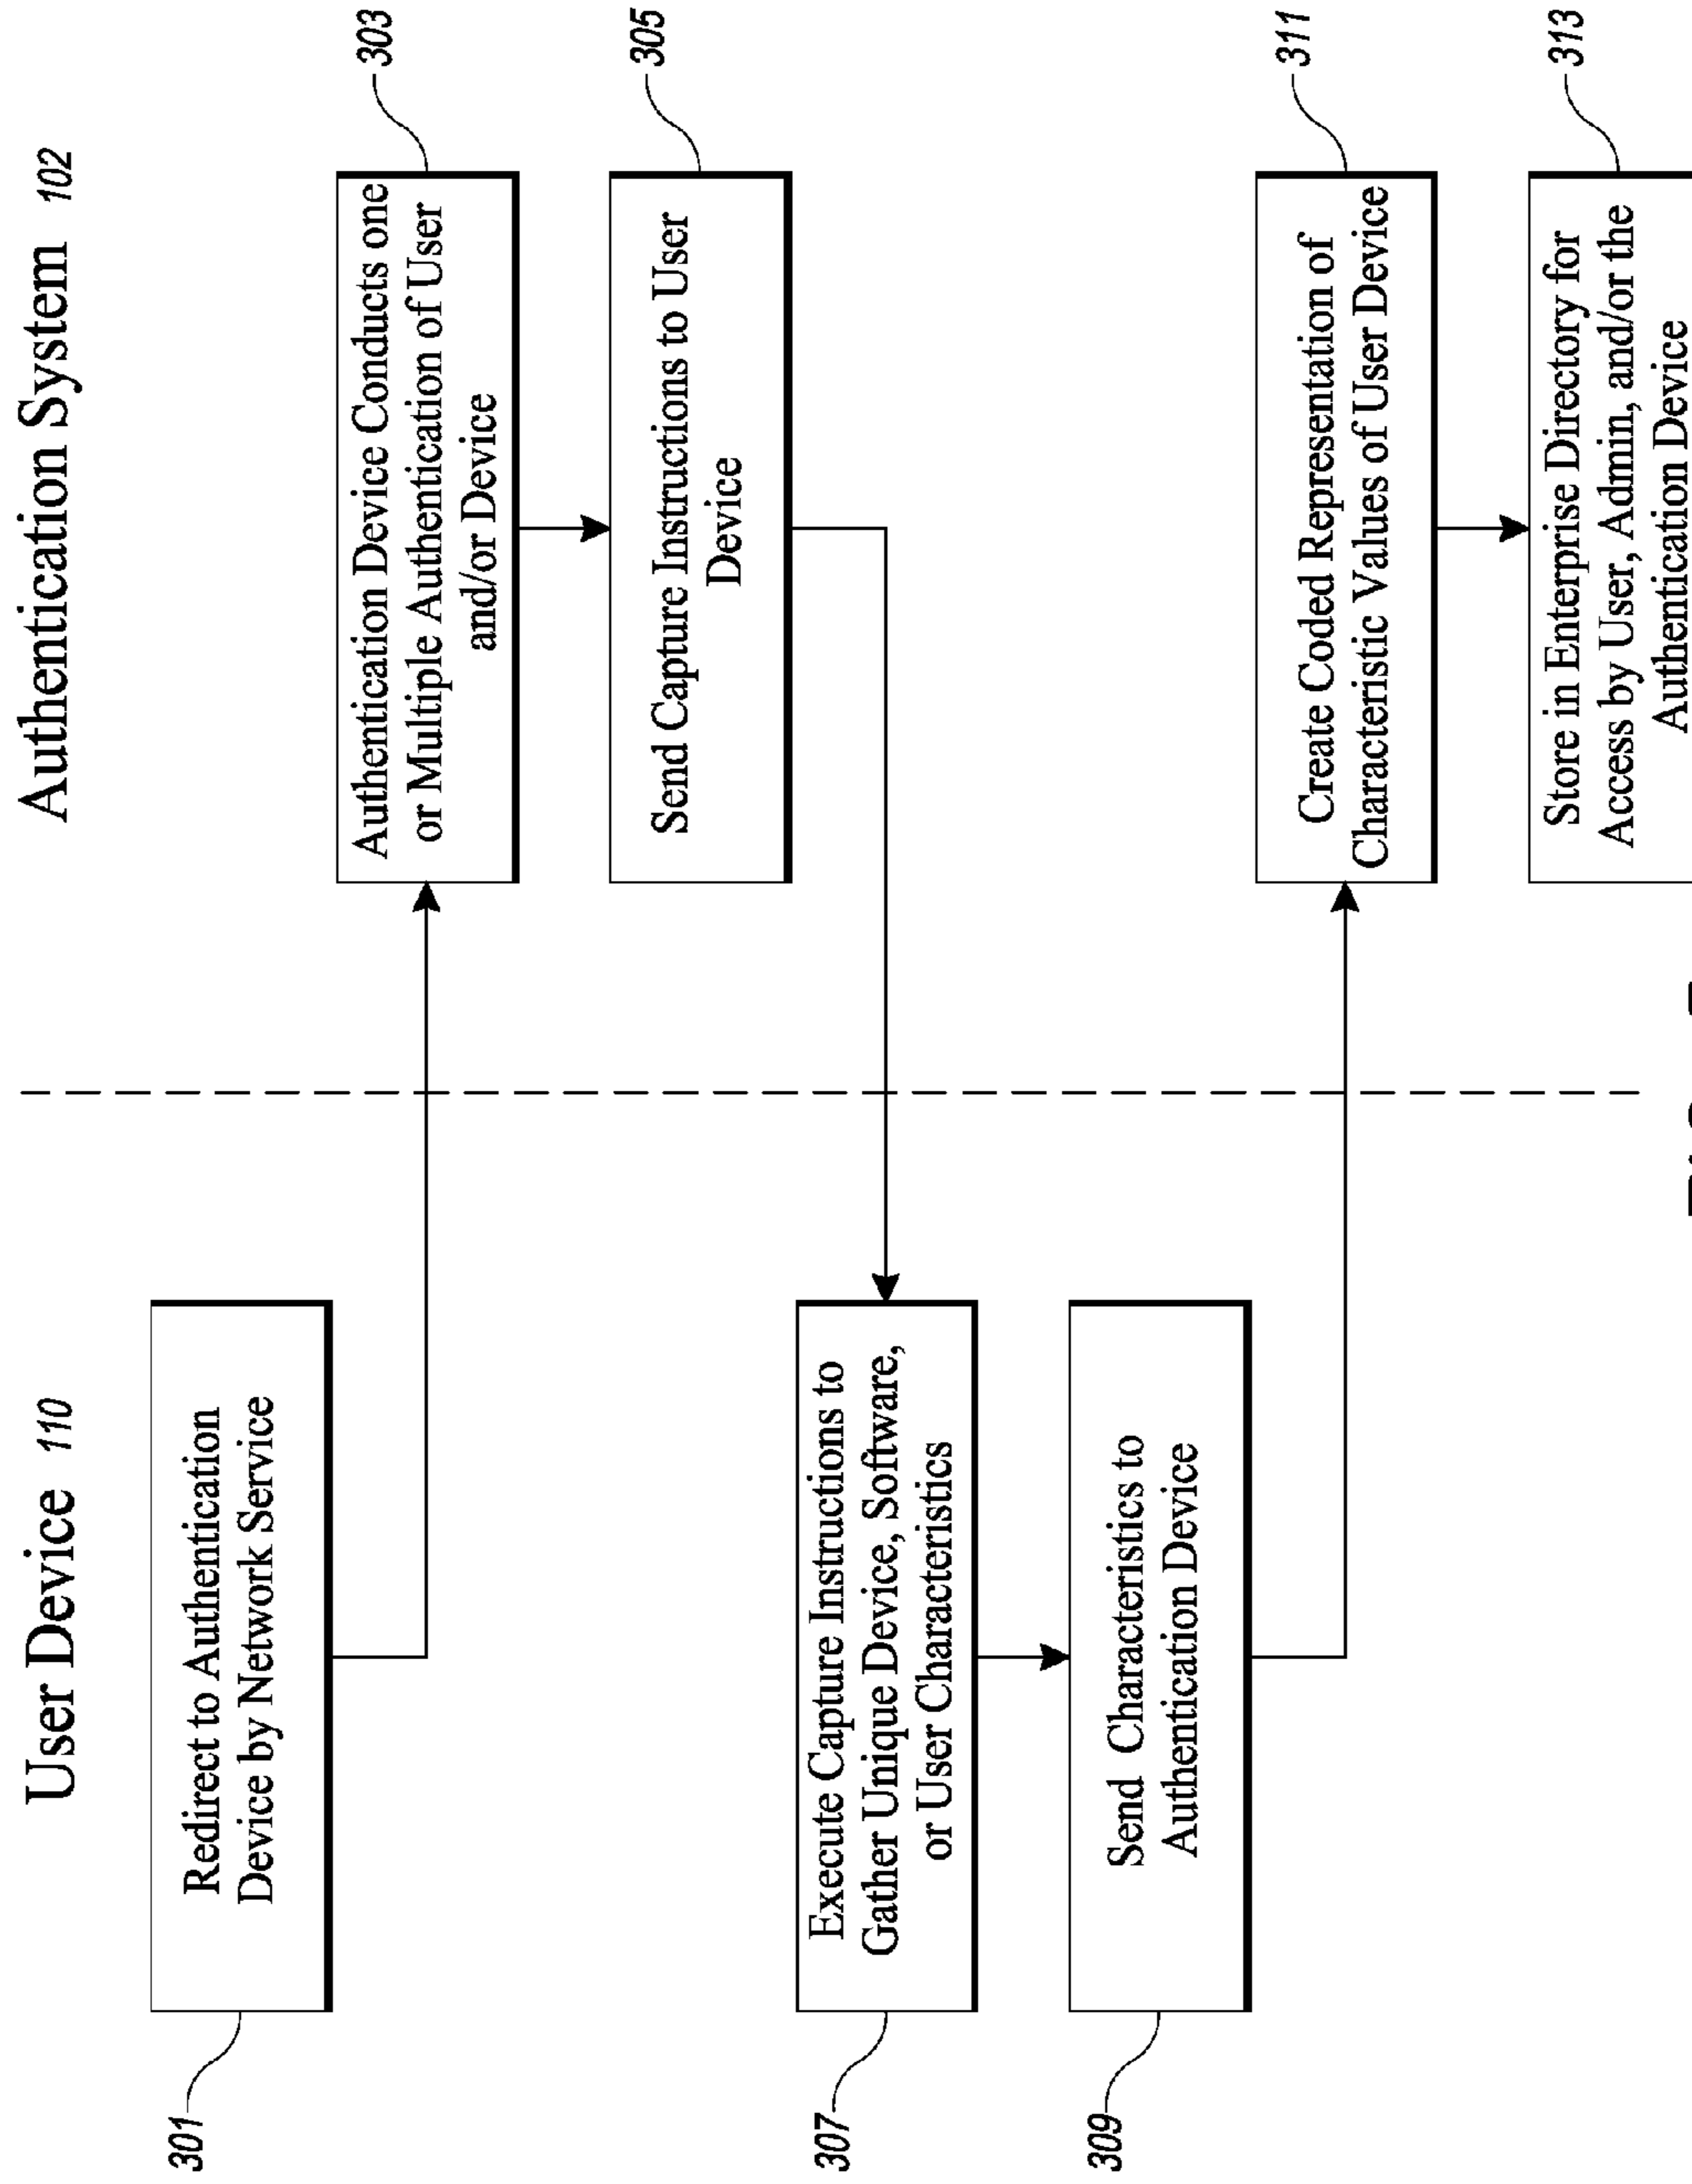 User Device 110
Authentication System 102
301
Redirect to Authentication
Device by Network Service
303
Authentication Device Conducts one
or Multiple Authentication of User
and/or Device
305
Send Capture Instructions to User
Device
307
Execute Capture Instructions to
Gather Unique Device, Software,
or User Characteristics
309
Send Characteristics to
Authentication Device
311
Create Coded Representation of
Characteristic Values of User Device
313
Store in Enterprise Directory for
Access by User, Admin, and/or the
Authentication Device